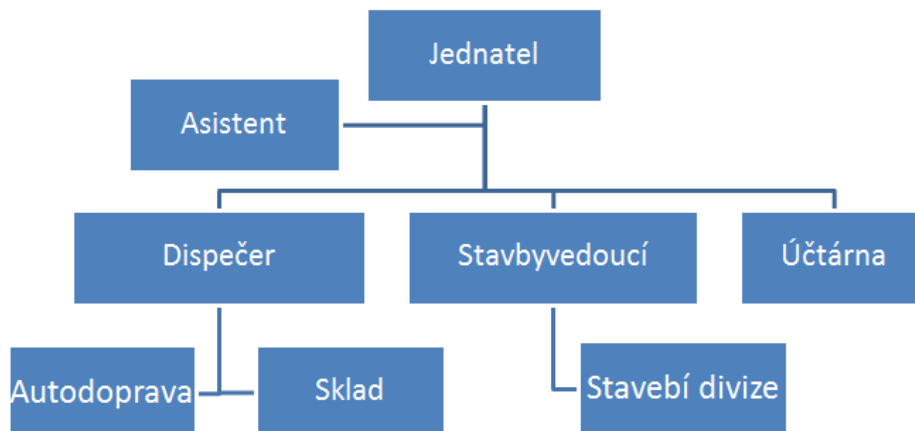 Jednatel
Asistent
Dispečer
Stavbyvedoucí
Účtárna
Autodoprava
Sklad
Stavebí divize